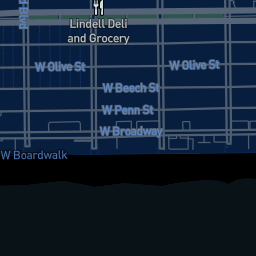 Lindell Deli
and Grocery
W Olive St
W Olive St
W Beech St
W Penn St
W Broadway
W Boardwalk